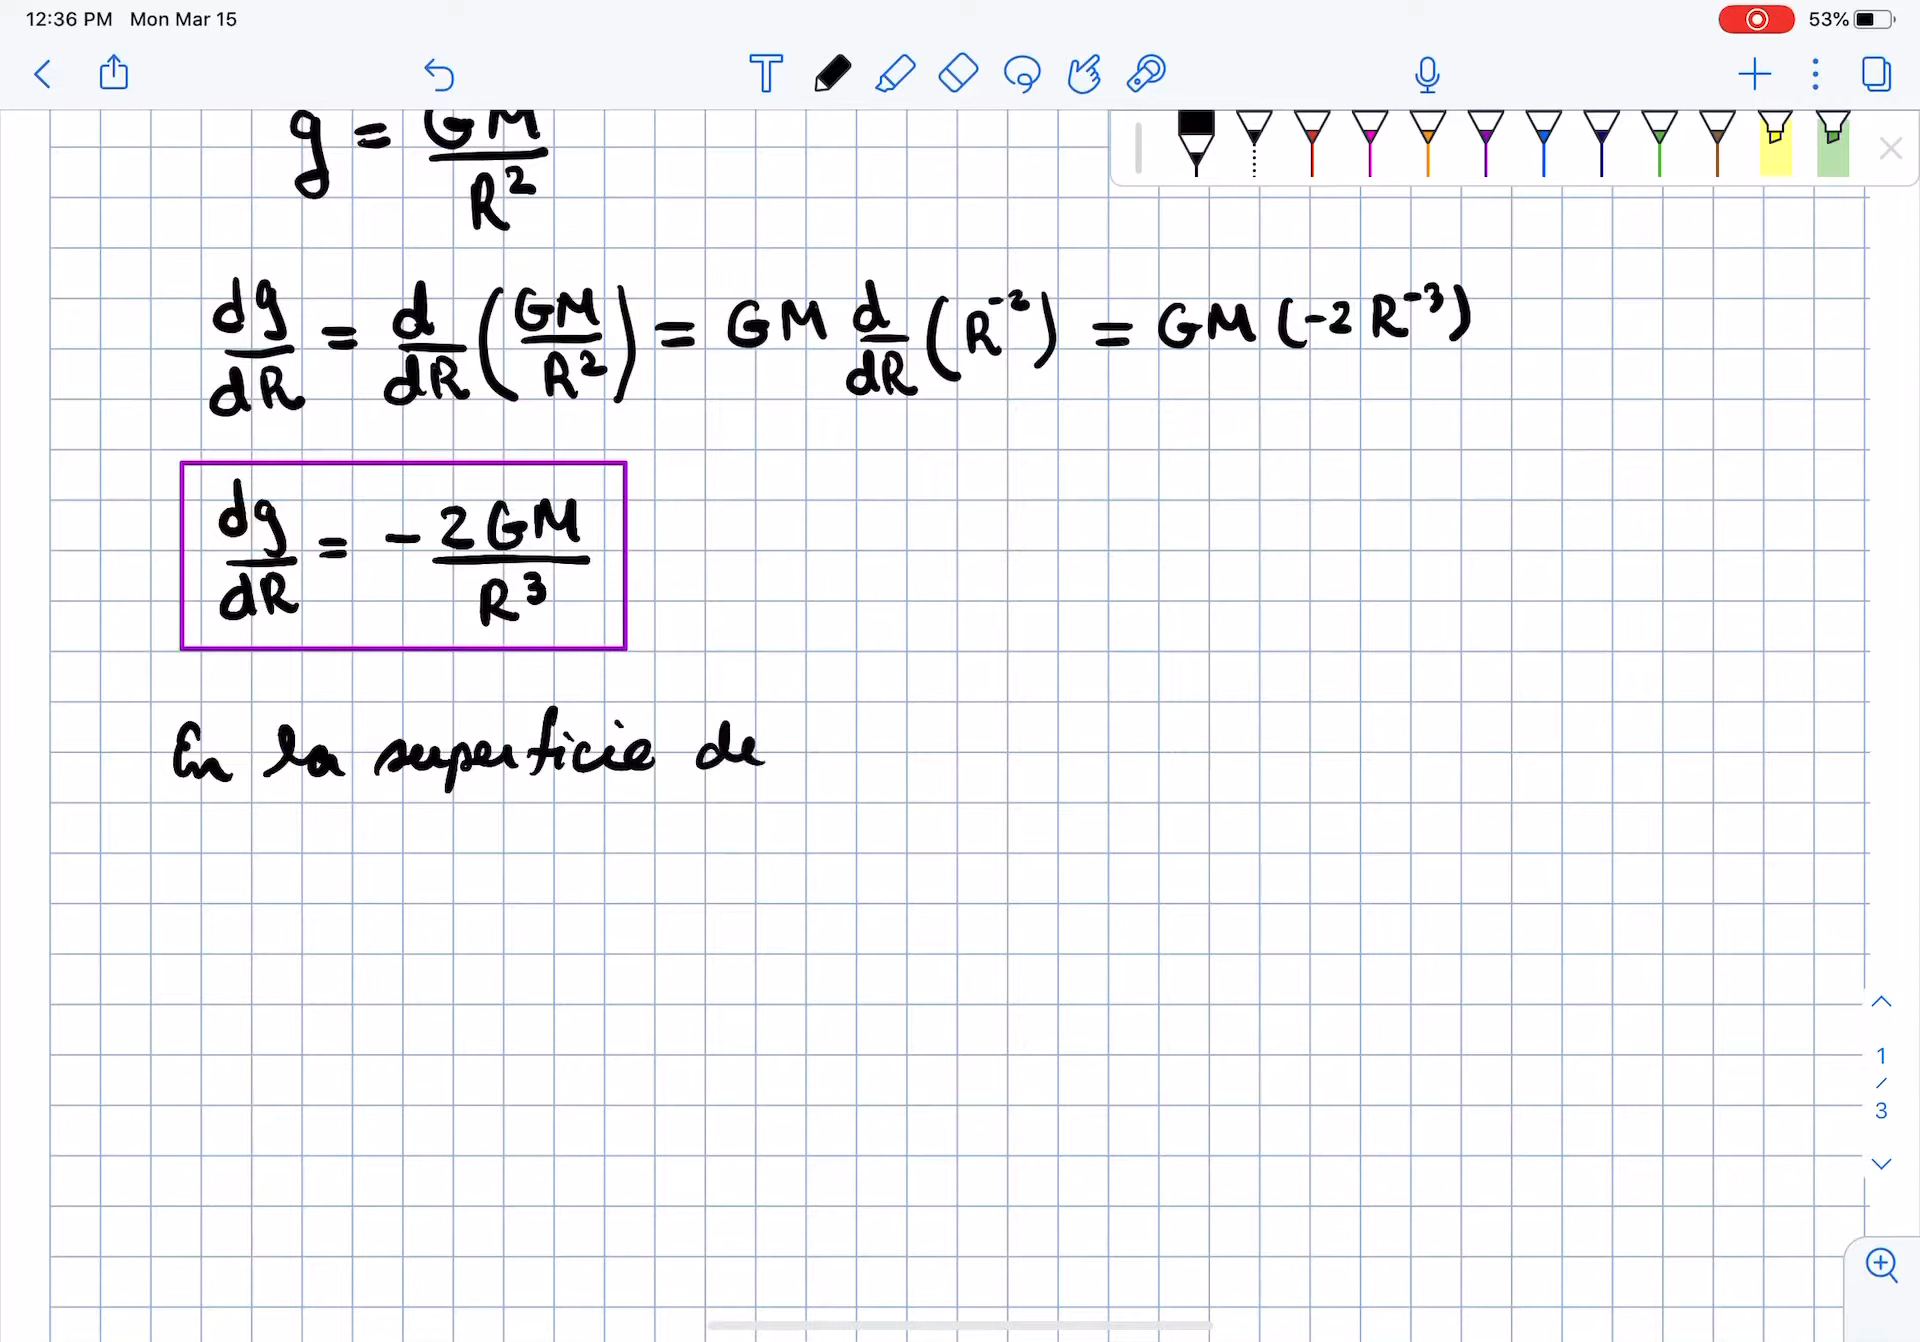 12:36 PM Mon Mar 15 53%
g = GM / R²
dg/dR = d/dR (GM/R²) = GM d/dR (R⁻²) = GM (-2 R⁻³)
dg/dR = - 2GM / R³
En la superficie de
1
/
3